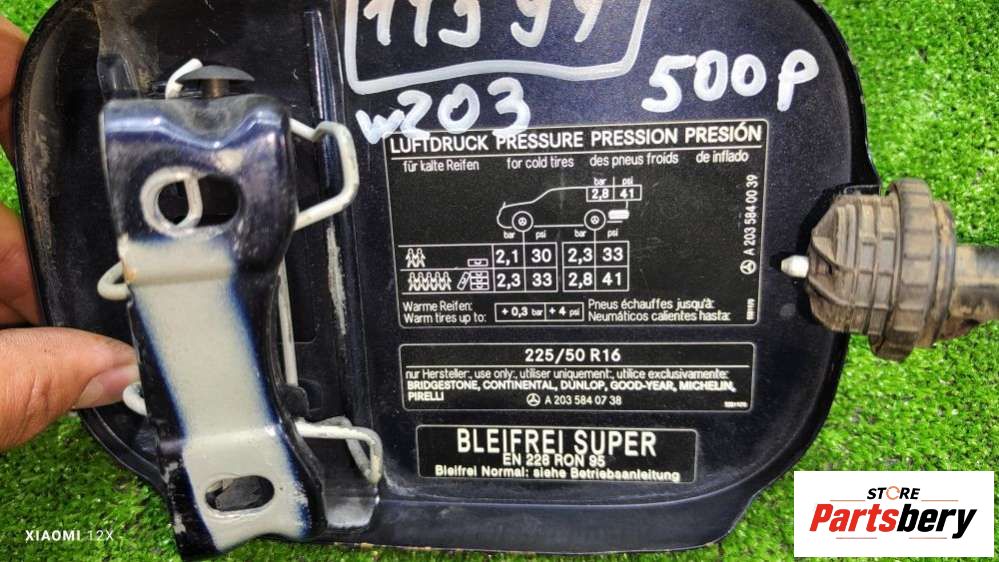 11991
500р
w203
LUFTDRUCK PRESSURE PRESSION PRESIÓN
für kalte Reifen for cold tires des pneus froids de inflado
bar psi
2,8 41
bar psi bar psi
2,1 30 2,3 33
2,3 33 2,8 41
Warme Reifen: Warm tires up to: +0,3 bar +4 psi Pneus échauffes jusqu'à: Neumáticos calientes hasta:
A 203 584 00 39
225/50 R16
nur Hersteller:, use only:, utiliser uniquement:, utilice exclusivamente:
BRIDGESTONE, CONTINENTAL, DUNLOP, GOOD-YEAR, MICHELIN,
PIRELLI
A 203 584 07 38
BLEIFREI SUPER
EN 228 RON 95
Bleifrei Normal: siehe Betriebsanleitung
XIAOMI 12X
STORE
Partsbery